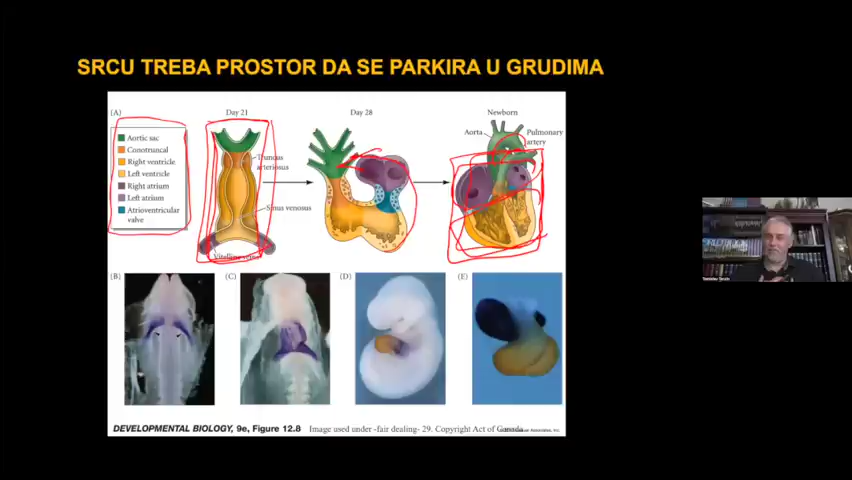 SRCU TREBA PROSTOR DA SE PARKIRA U GRUDIMA
(A)
Day 21
Day 28
Newborn
Aortic sac
Conotruncal
Right ventricle
Left ventricle
Right atrium
Left atrium
Atrioventricular
valve
Truncus
arteriosus
Sinus venosus
Aorta
Pulmonary
artery
(B)
(C)
(D)
(E)
DEVELOPMENTAL BIOLOGY, 9e, Figure 12.8 Image used under -fair dealing- 29. Copyright Act of Canada